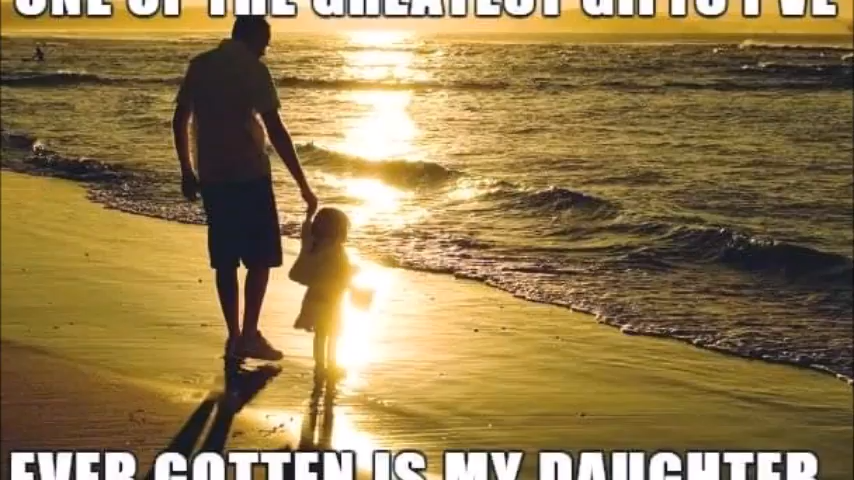 ONE OF THE GREATEST GIFTS I'VE
EVER GOTTEN IS MY DAUGHTER